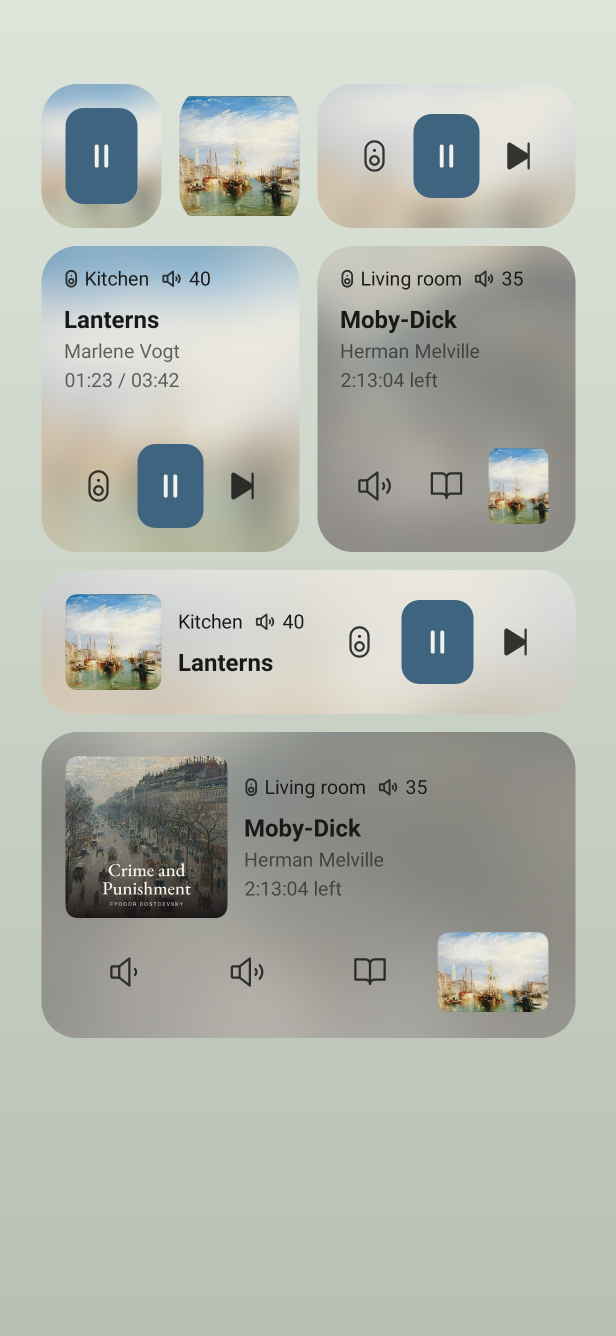 Kitchen 40
Lanterns
Marlene Vogt
01:23 / 03:42
Living room 35
Moby-Dick
Herman Melville
2:13:04 left
Kitchen 40
Lanterns
Crime and
Punishment
FYODOR DOSTOEVSKY
Living room 35
Moby-Dick
Herman Melville
2:13:04 left